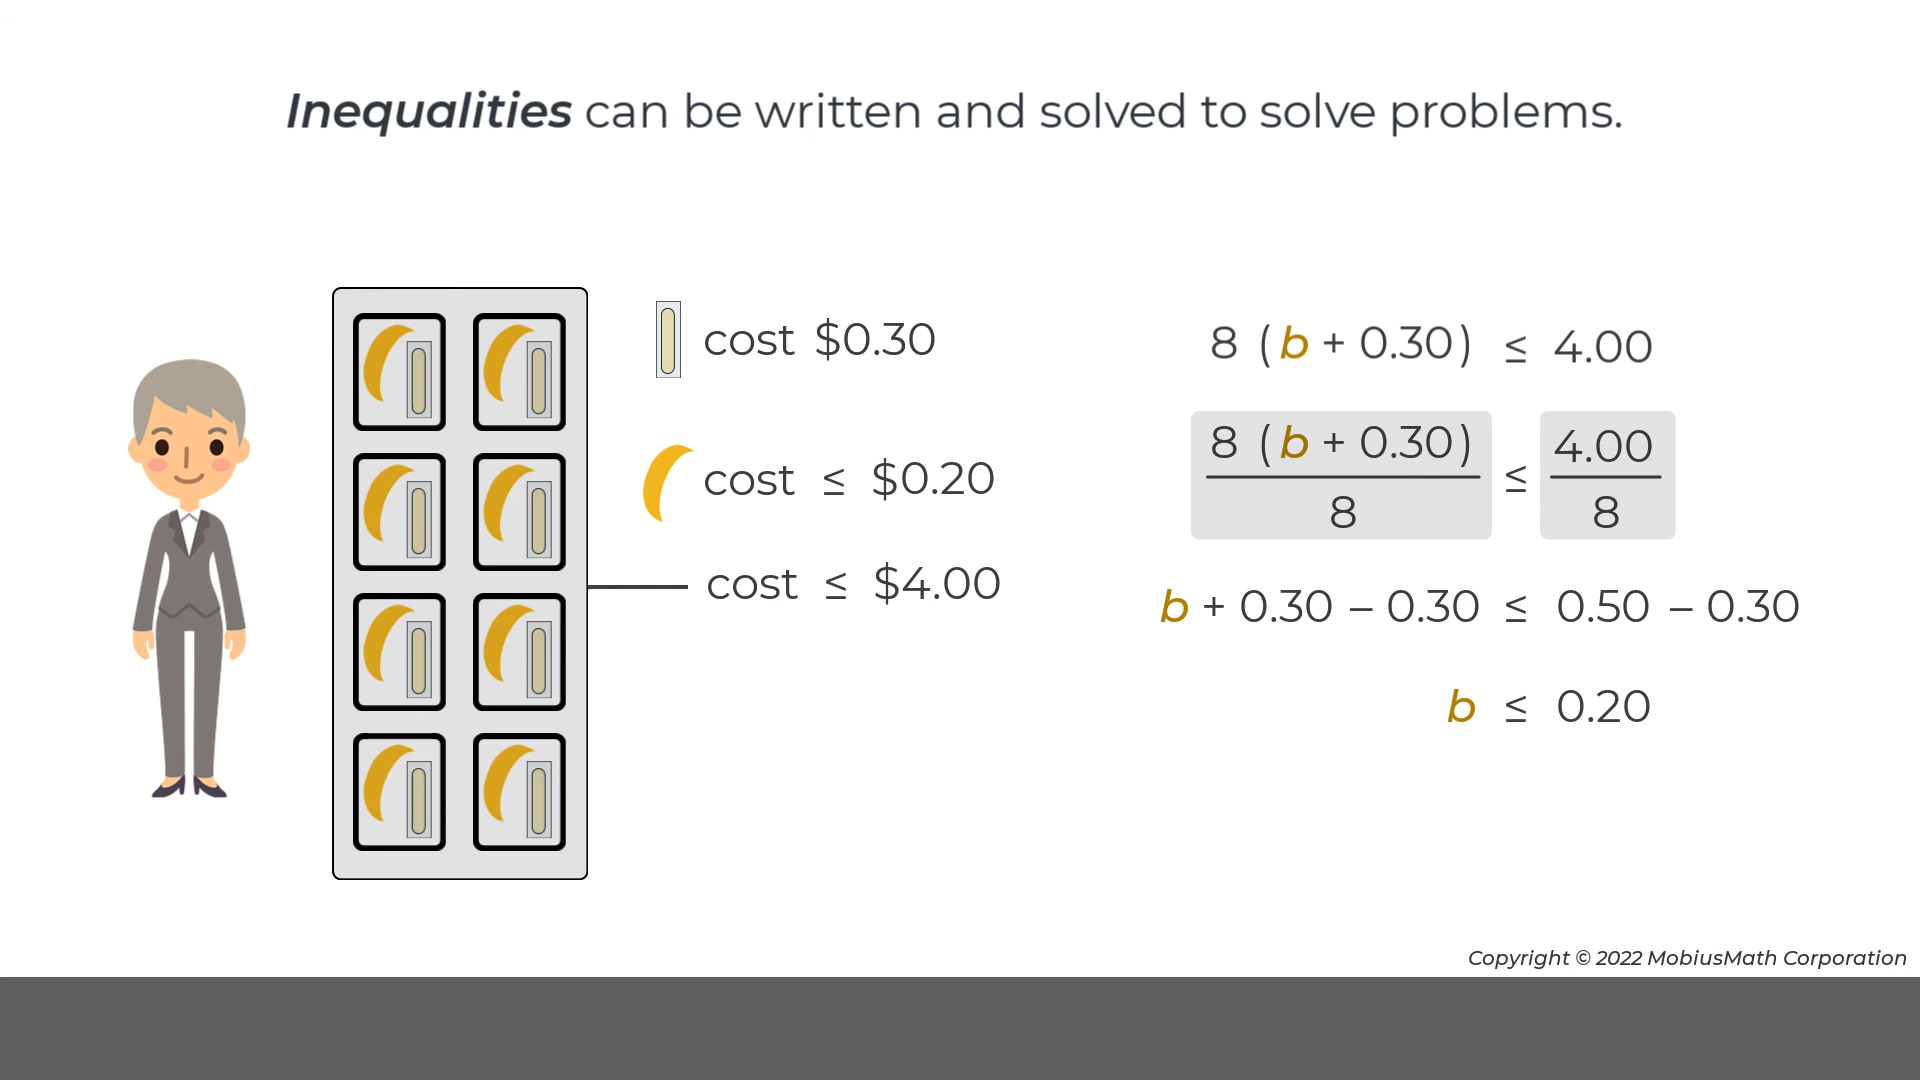 Inequalities can be written and solved to solve problems.
cost $0.30
cost ≤ $0.20
cost ≤ $4.00
8 (b + 0.30) ≤ 4.00
8 (b + 0.30) / 8 ≤ 4.00 / 8
b + 0.30 – 0.30 ≤ 0.50 – 0.30
b ≤ 0.20
Copyright © 2022 MobiusMath Corporation